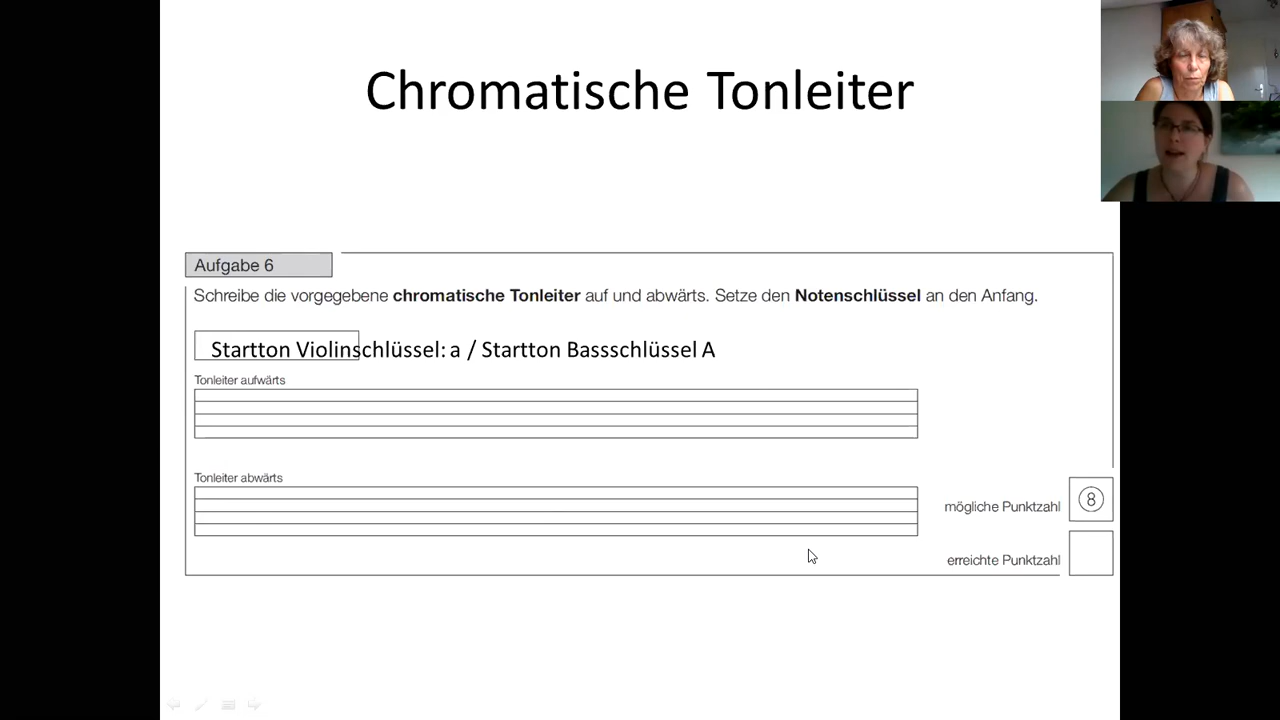 Chromatische Tonleiter
Aufgabe 6
Schreibe die vorgegebene chromatische Tonleiter auf und abwärts. Setze den Notenschlüssel an den Anfang.
Startton Violinschlüssel: a / Startton Bassschlüssel A
Tonleiter aufwärts
Tonleiter abwärts
mögliche Punktzahl
8
erreichte Punktzahl